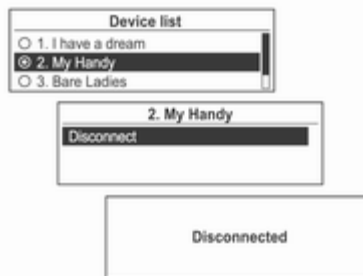 Device list
1. I have a dream
2. My Handy
3. Bare Ladies
2. My Handy
Disconnect
Disconnected